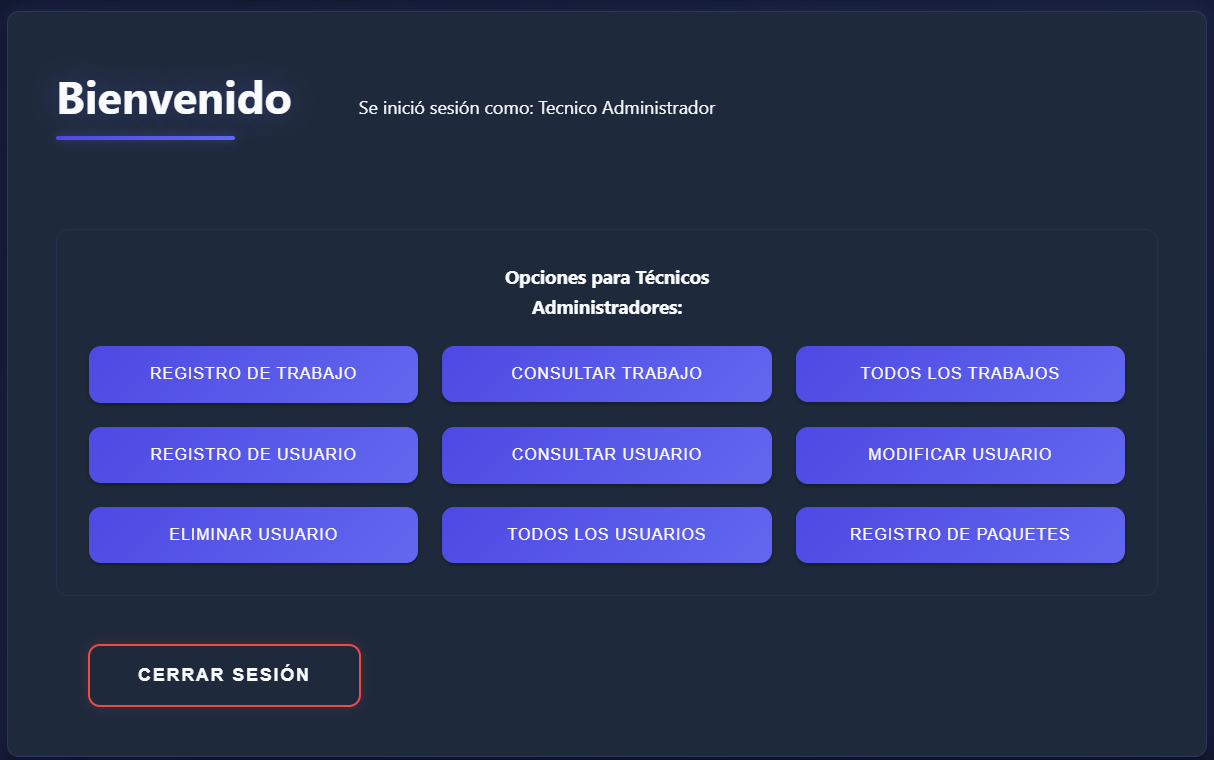 Bienvenido
Se inició sesión como: Tecnico Administrador
Opciones para Técnicos
Administradores:
REGISTRO DE TRABAJO
CONSULTAR TRABAJO
TODOS LOS TRABAJOS
REGISTRO DE USUARIO
CONSULTAR USUARIO
MODIFICAR USUARIO
ELIMINAR USUARIO
TODOS LOS USUARIOS
REGISTRO DE PAQUETES
CERRAR SESIÓN